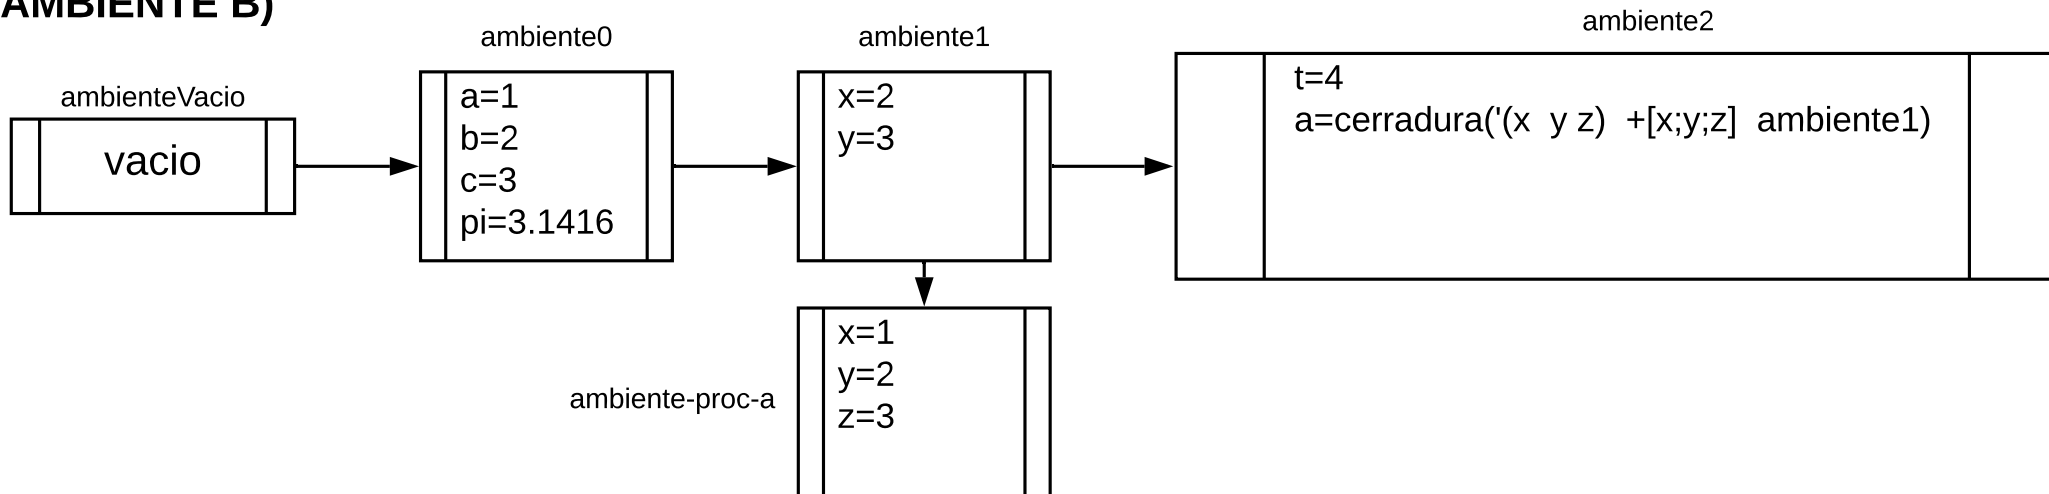 AMBIENTE B)
ambienteVacio
vacio
ambiente0
a=1
b=2
c=3
pi=3.1416
ambiente1
x=2
y=3
ambiente2
t=4
a=cerradura('(x y z) +[x;y;z] ambiente1)
ambiente-proc-a
x=1
y=2
z=3